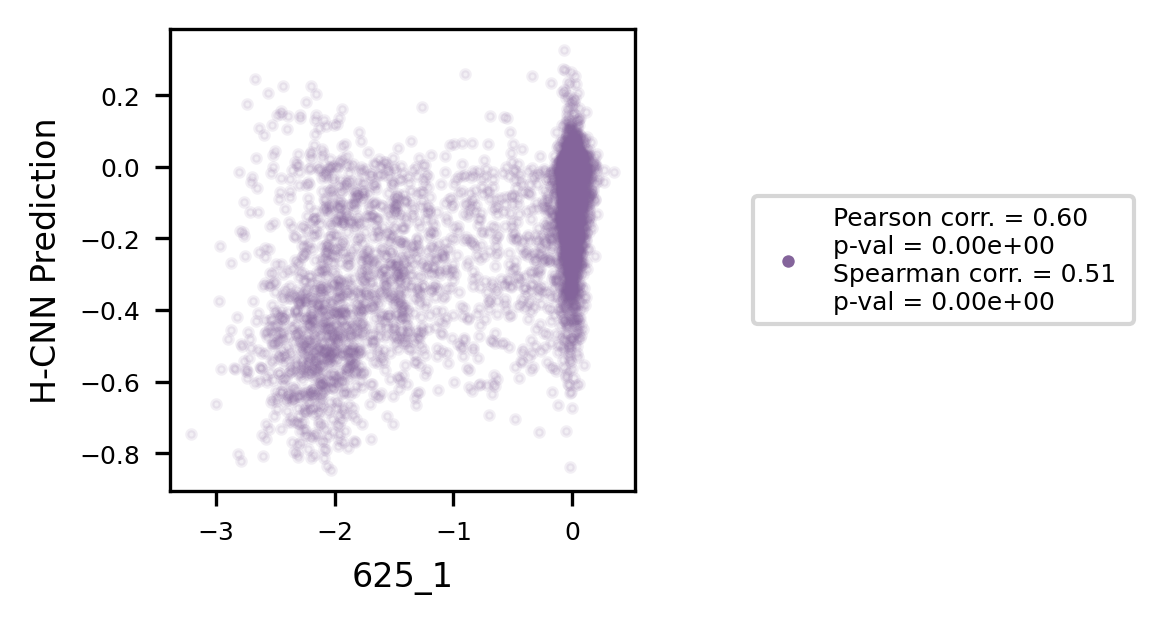 H-CNN Prediction
0.2
0.0
−0.2
−0.4
−0.6
−0.8
−3
−2
−1
0
625_1
Pearson corr. = 0.60
p-val = 0.00e+00
Spearman corr. = 0.51
p-val = 0.00e+00